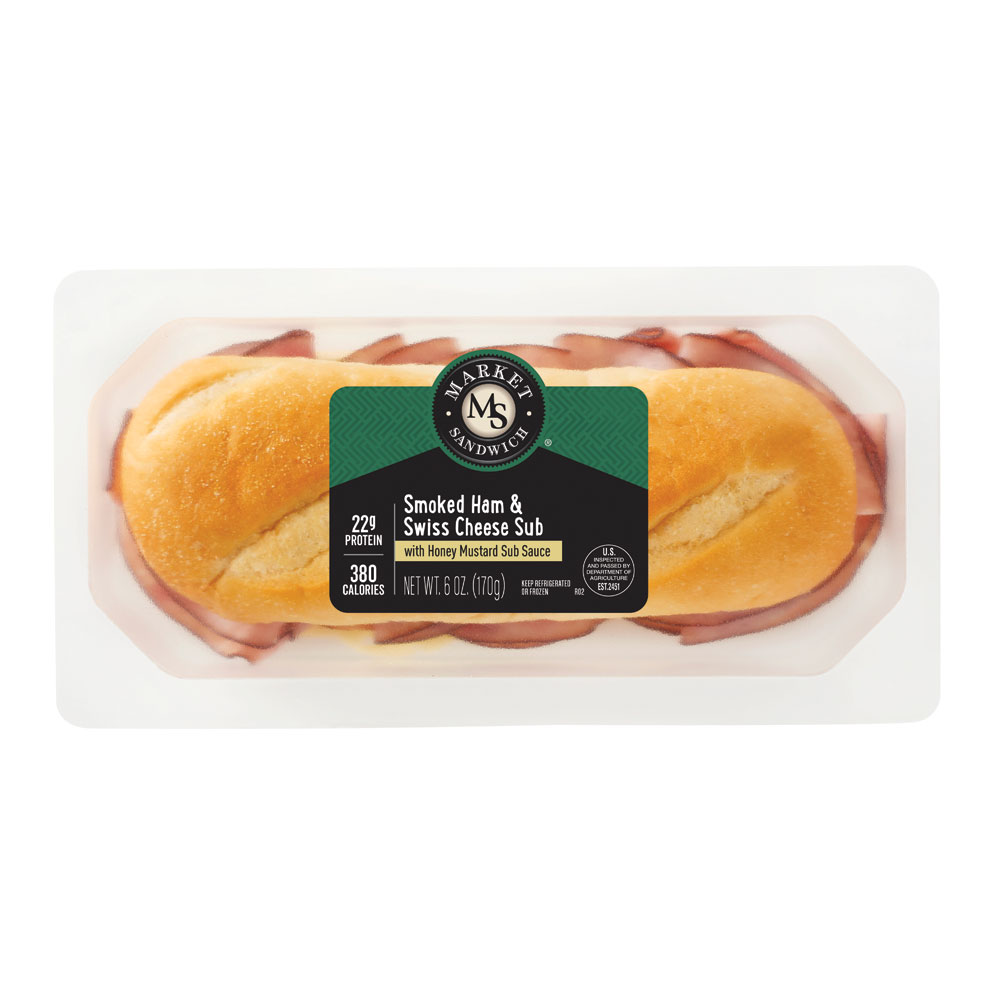 MARKET
MS
SANDWICH
®
Smoked Ham &
Swiss Cheese Sub
with Honey Mustard Sub Sauce
22g
PROTEIN
380
CALORIES
NET WT. 6 OZ. (170g)
KEEP REFRIGERATED
OR FROZEN
802
U.S.
INSPECTED
AND PASSED BY
DEPARTMENT OF
AGRICULTURE
EST.2451